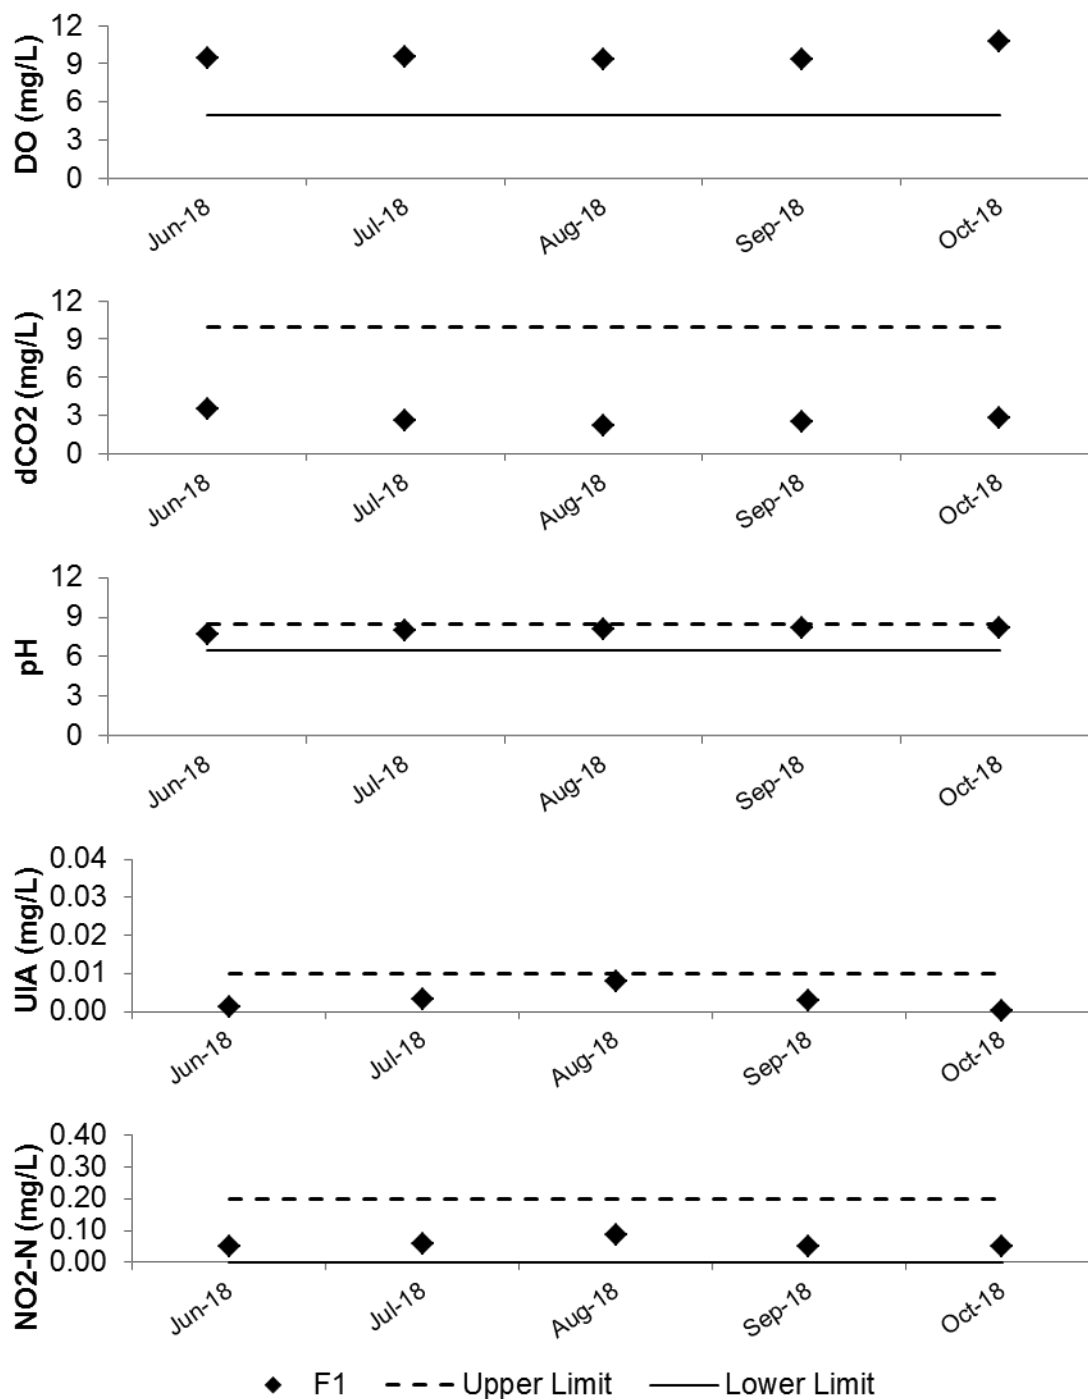 DO (mg/L)
12
9
6
3
0
Jun-18 Jul-18 Aug-18 Sep-18 Oct-18
dCO2 (mg/L)
12
9
6
3
0
Jun-18 Jul-18 Aug-18 Sep-18 Oct-18
pH
12
9
6
3
0
Jun-18 Jul-18 Aug-18 Sep-18 Oct-18
UIA (mg/L)
0.04
0.03
0.02
0.01
0.00
Jun-18 Jul-18 Aug-18 Sep-18 Oct-18
NO2-N (mg/L)
0.40
0.30
0.20
0.10
0.00
Jun-18 Jul-18 Aug-18 Sep-18 Oct-18
F1 Upper Limit Lower Limit